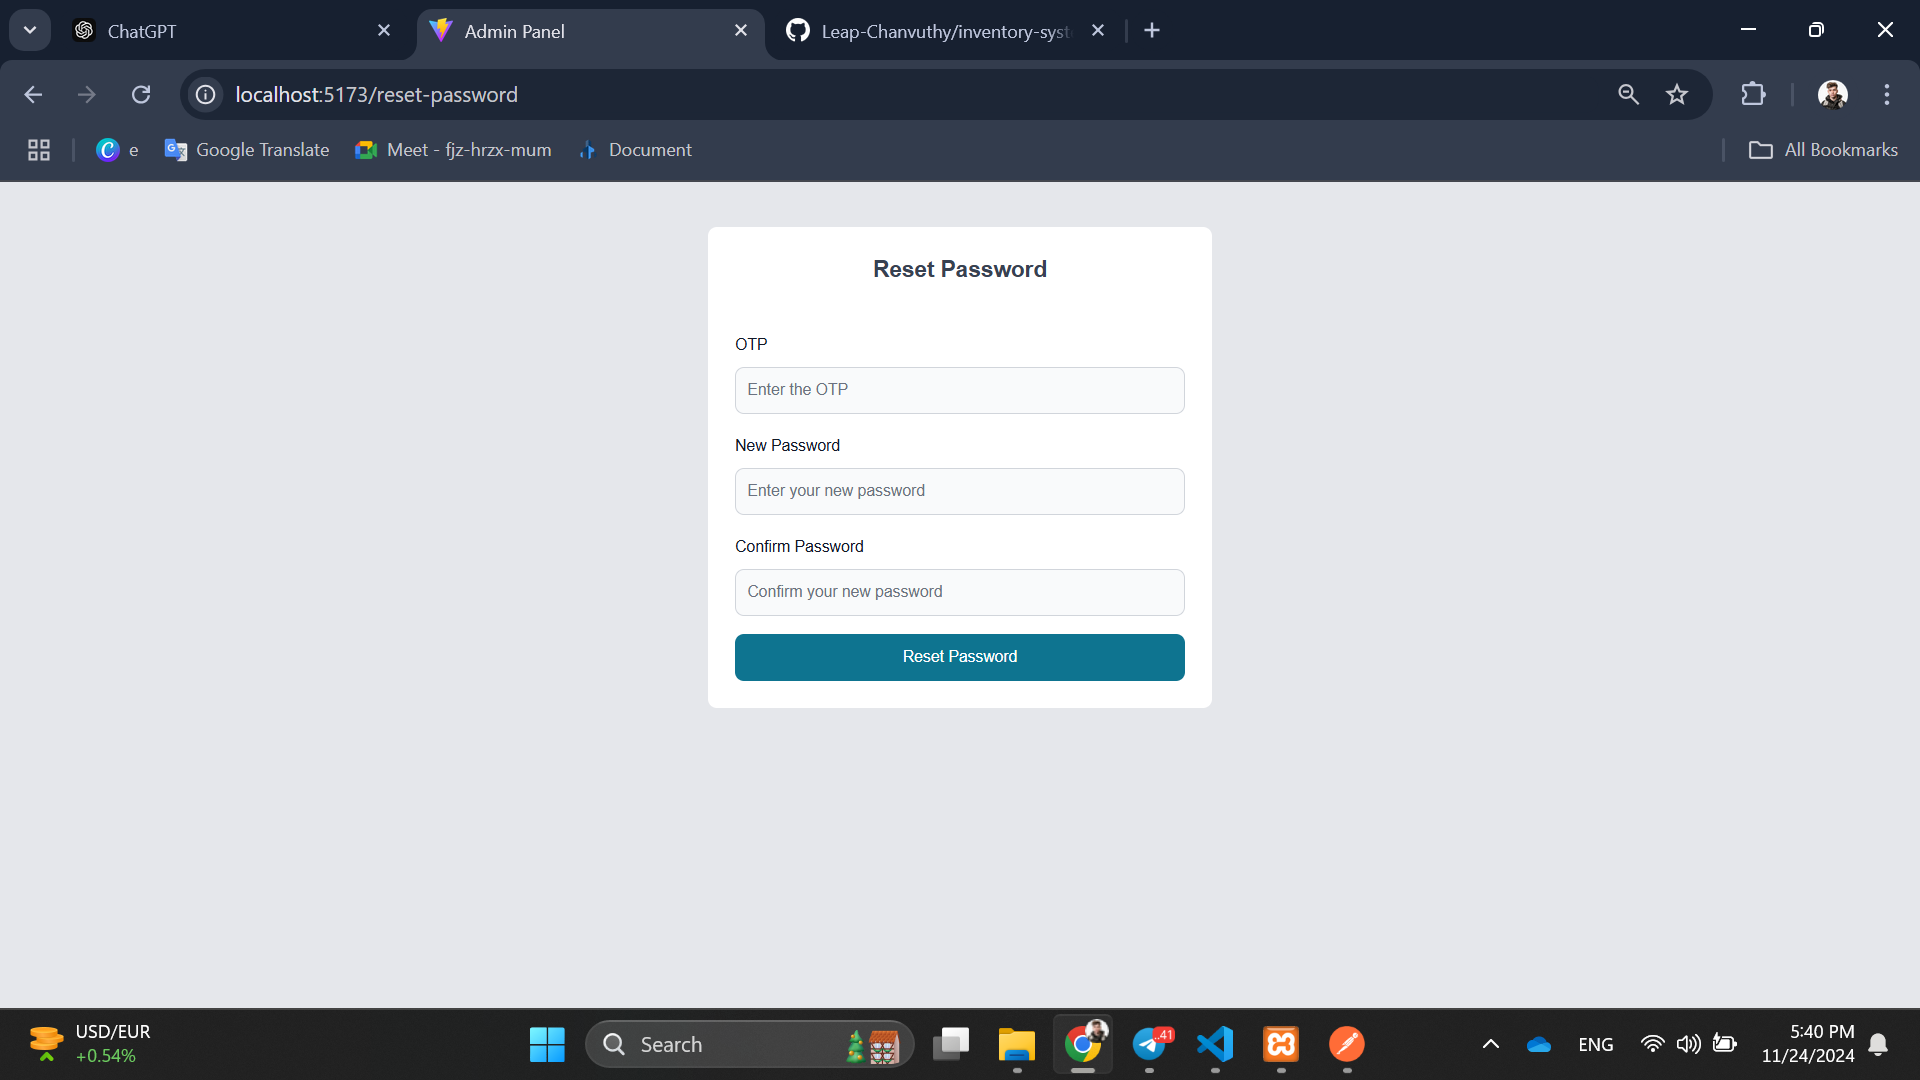 ChatGPT
Admin Panel
Leap-Chanvuthy/inventory-syst
localhost:5173/reset-password
e
Google Translate
Meet - fjz-hrzx-mum
Document
All Bookmarks
Reset Password
OTP
Enter the OTP
New Password
Enter your new password
Confirm Password
Confirm your new password
Reset Password
USD/EUR
+0.54%
Search
..41
ENG
5:40 PM
11/24/2024